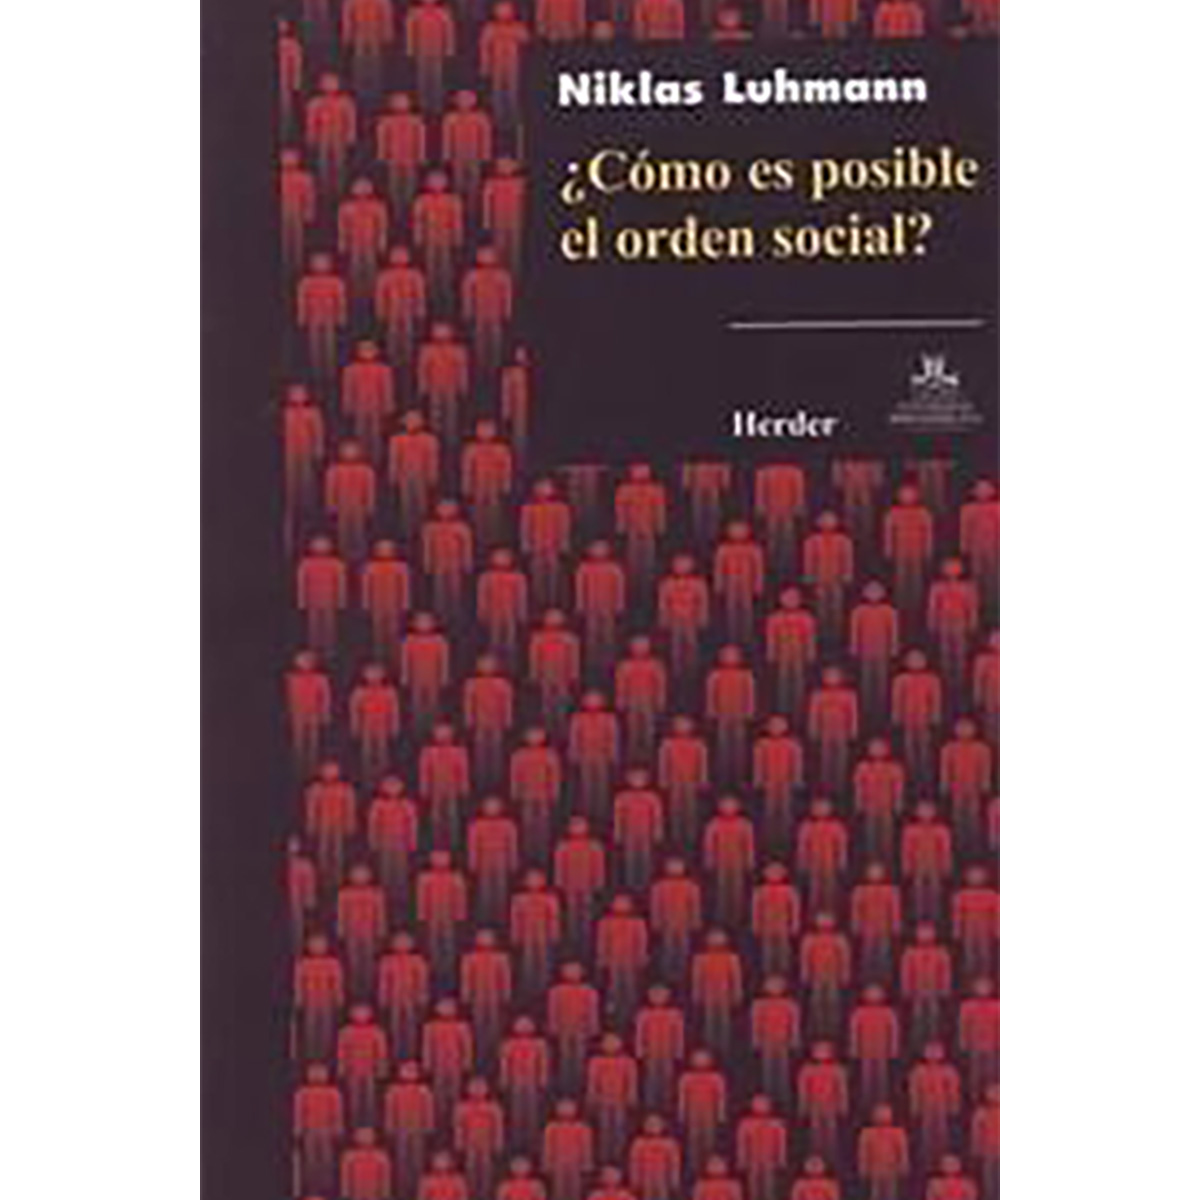 Niklas Luhmann
¿Cómo es posible
el orden social?
Herder